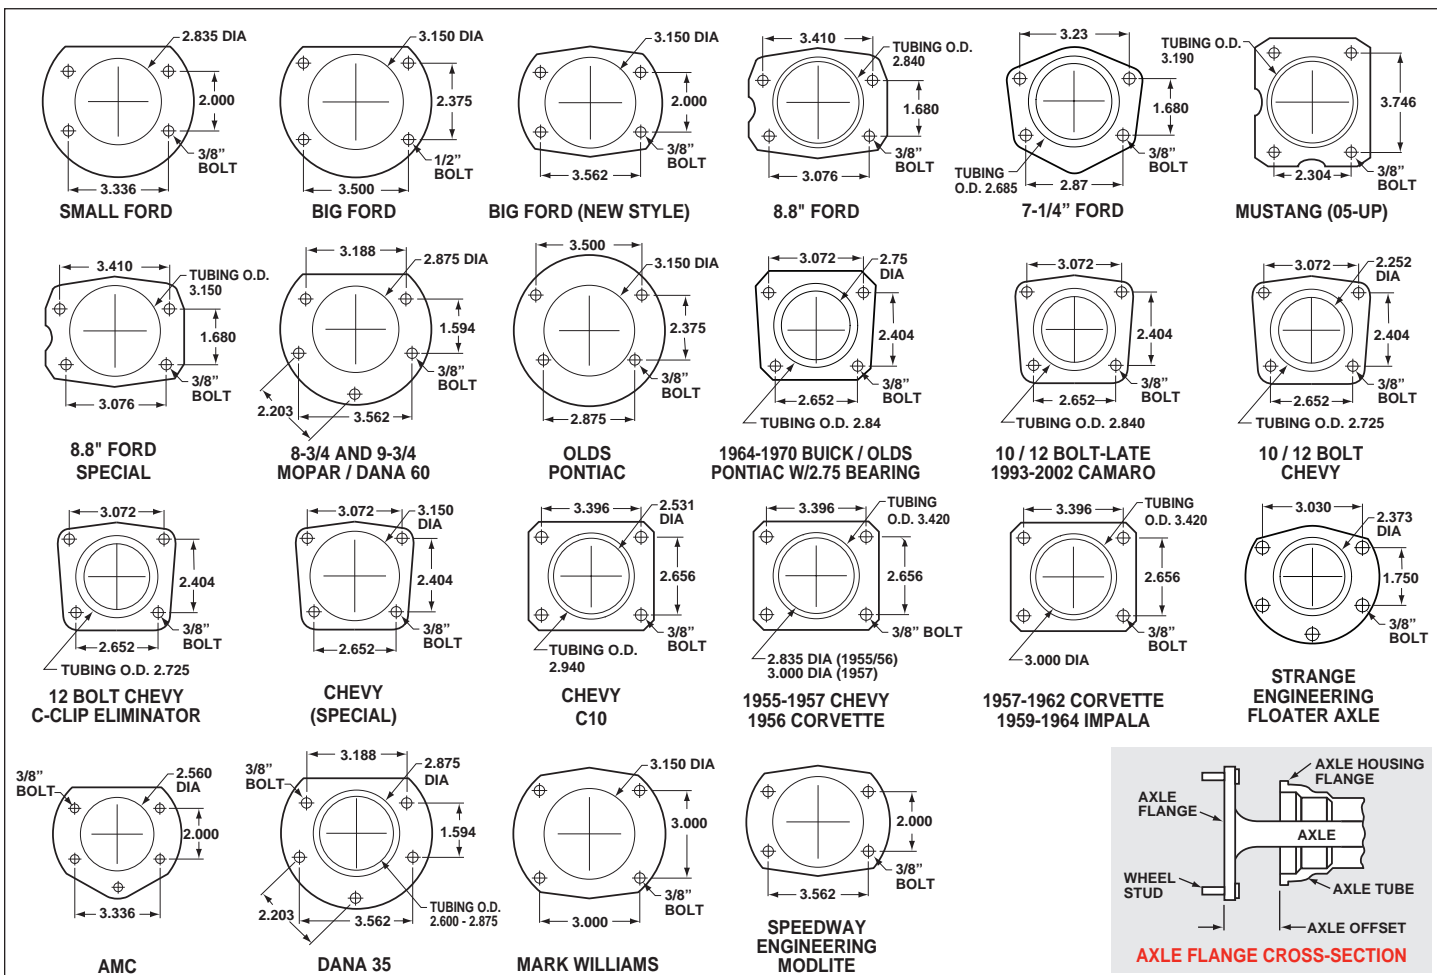 2.835 DIA
2.000
3/8”
BOLT
3.336
SMALL FORD
3.150 DIA
2.375
1/2”
BOLT
3.500
BIG FORD
3.150 DIA
2.000
3/8”
BOLT
3.562
BIG FORD (NEW STYLE)
3.410
TUBING O.D.
2.840
1.680
3/8”
BOLT
3.076
8.8" FORD
3.23
1.680
3/8”
BOLT
TUBING
O.D. 2.685
2.87
7-1/4” FORD
TUBING O.D.
3.190
3.746
3/8”
BOLT
2.304
MUSTANG (05-UP)
3.410
TUBING O.D.
3.150
1.680
3/8”
BOLT
3.076
8.8" FORD
SPECIAL
3.188
2.875 DIA
1.594
3/8”
BOLT
2.203
3.562
8-3/4 AND 9-3/4
MOPAR / DANA 60
3.500
3.150 DIA
2.375
3/8”
BOLT
2.875
OLDS
PONTIAC
3.072
2.75
DIA
2.404
3/8”
BOLT
2.652
TUBING O.D. 2.84
1964-1970 BUICK / OLDS
PONTIAC W/2.75 BEARING
3.072
2.404
3/8”
BOLT
2.652
TUBING O.D. 2.840
10 / 12 BOLT-LATE
1993-2002 CAMARO
3.072
2.252
DIA
2.404
3/8”
BOLT
2.652
TUBING O.D. 2.725
10 / 12 BOLT
CHEVY
3.072
2.404
3/8”
BOLT
2.652
TUBING O.D. 2.725
12 BOLT CHEVY
C-CLIP ELIMINATOR
3.072
3.150
DIA
2.404
3/8”
BOLT
2.652
CHEVY
(SPECIAL)
3.396
2.531
DIA
2.656
3/8”
BOLT
TUBING O.D.
2.940
CHEVY
C10
3.396
TUBING
O.D. 3.420
2.656
3/8” BOLT
2.835 DIA (1955/56)
3.000 DIA (1957)
1955-1957 CHEVY
1956 CORVETTE
3.396
TUBING
O.D. 3.420
2.656
3/8”
BOLT
3.000 DIA
1957-1962 CORVETTE
1959-1964 IMPALA
3.030
2.373
DIA
1.750
3/8”
BOLT
STRANGE
ENGINEERING
FLOATER AXLE
3/8”
BOLT
2.560
DIA
2.000
3.336
AMC
3.188
3/8”
BOLT
2.875
DIA
1.594
2.203
3.562
TUBING O.D.
2.600 - 2.875
DANA 35
3.150 DIA
3.000
3/8”
BOLT
3.000
MARK WILLIAMS
2.000
3/8”
BOLT
3.562
SPEEDWAY
ENGINEERING
MODLITE
AXLE HOUSING
FLANGE
AXLE
FLANGE
AXLE
WHEEL
STUD
AXLE TUBE
AXLE OFFSET
AXLE FLANGE CROSS-SECTION